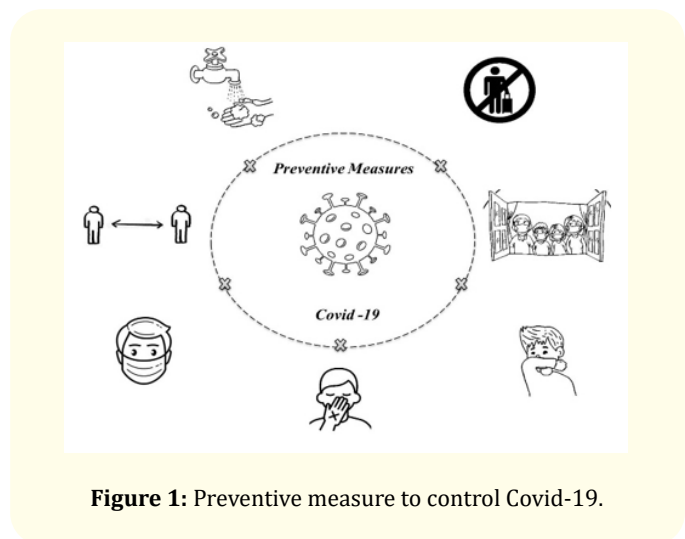 Preventive Measures
Covid -19
Figure 1: Preventive measure to control Covid-19.